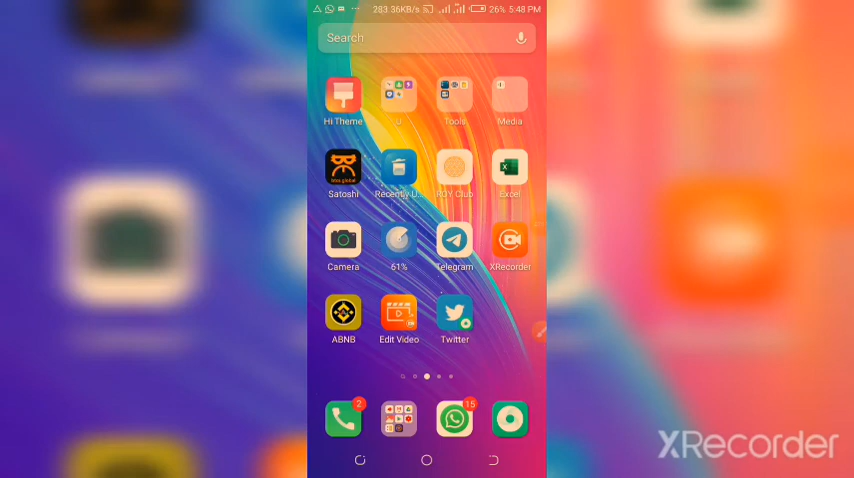 283.36KB/s 26% 5:48 PM
Search
Hi Theme U Tools Media
Satoshi Recently U... ROY Club Excel
Camera 61% Telegram XRecorder
ABNB Edit Video Twitter
2 15
XRecorder